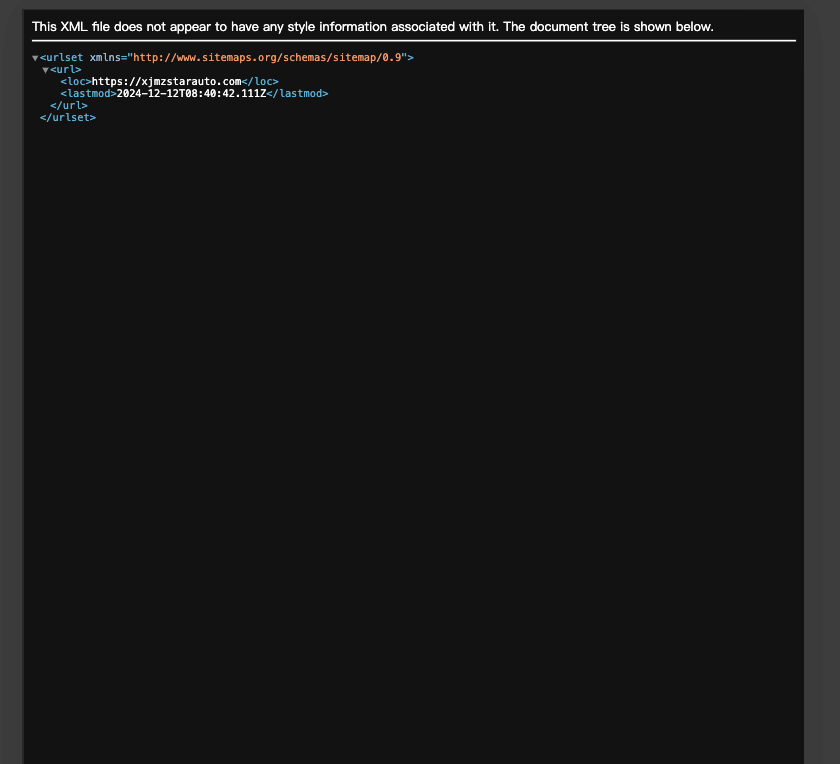 This XML file does not appear to have any style information associated with it. The document tree is shown below.
▼<urlset xmlns="http://www.sitemaps.org/schemas/sitemap/0.9">
▼<url>
<loc>https://xjmzstarauto.com</loc>
<lastmod>2024-12-12T08:40:42.111Z</lastmod>
</url>
</urlset>